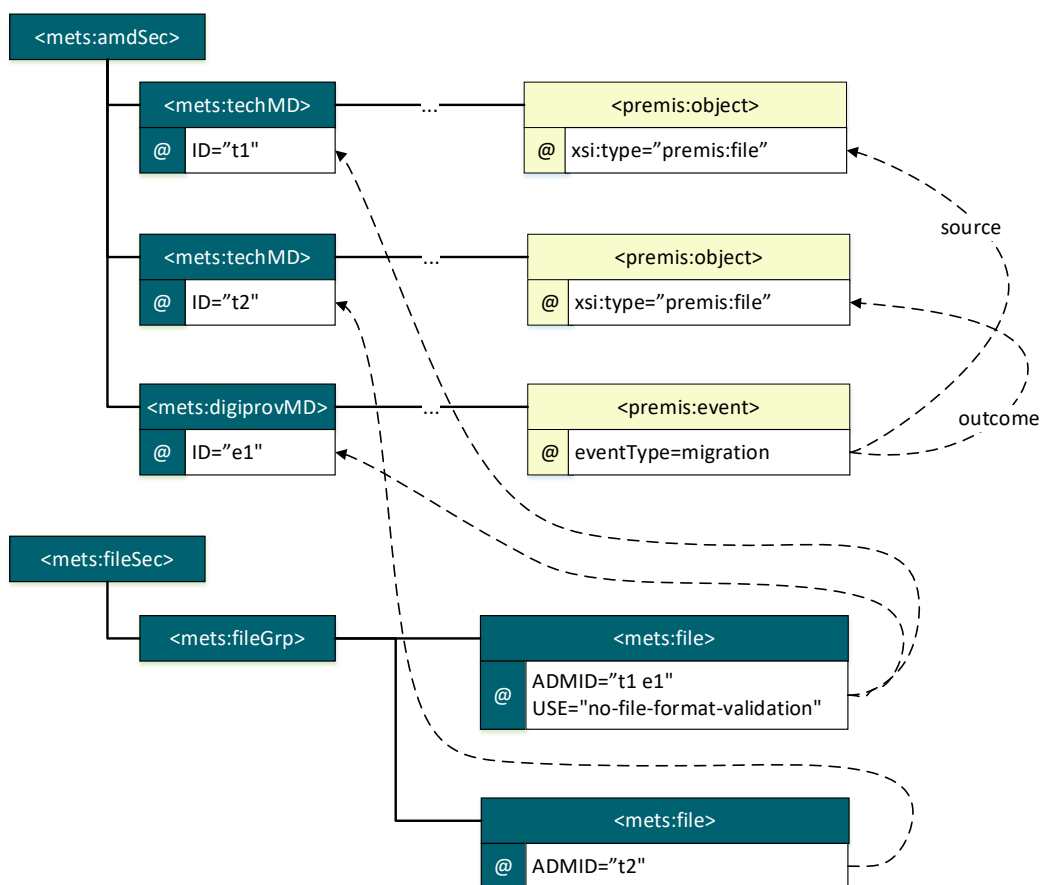 <mets:amdSec>
<mets:techMD>
...
<premis:object>
@
ID=”t1"
@
xsi:type=”premis:file”
source
<mets:techMD>
...
<premis:object>
@
ID=”t2"
@
xsi:type=”premis:file”
<mets:digiprovMD>
...
<premis:event>
outcome
@
ID=”e1"
@
eventType=migration
<mets:fileSec>
<mets:fileGrp>
<mets:file>
@
ADMID=”t1 e1"
USE="no-file-format-validation"
<mets:file>
@
ADMID=”t2"